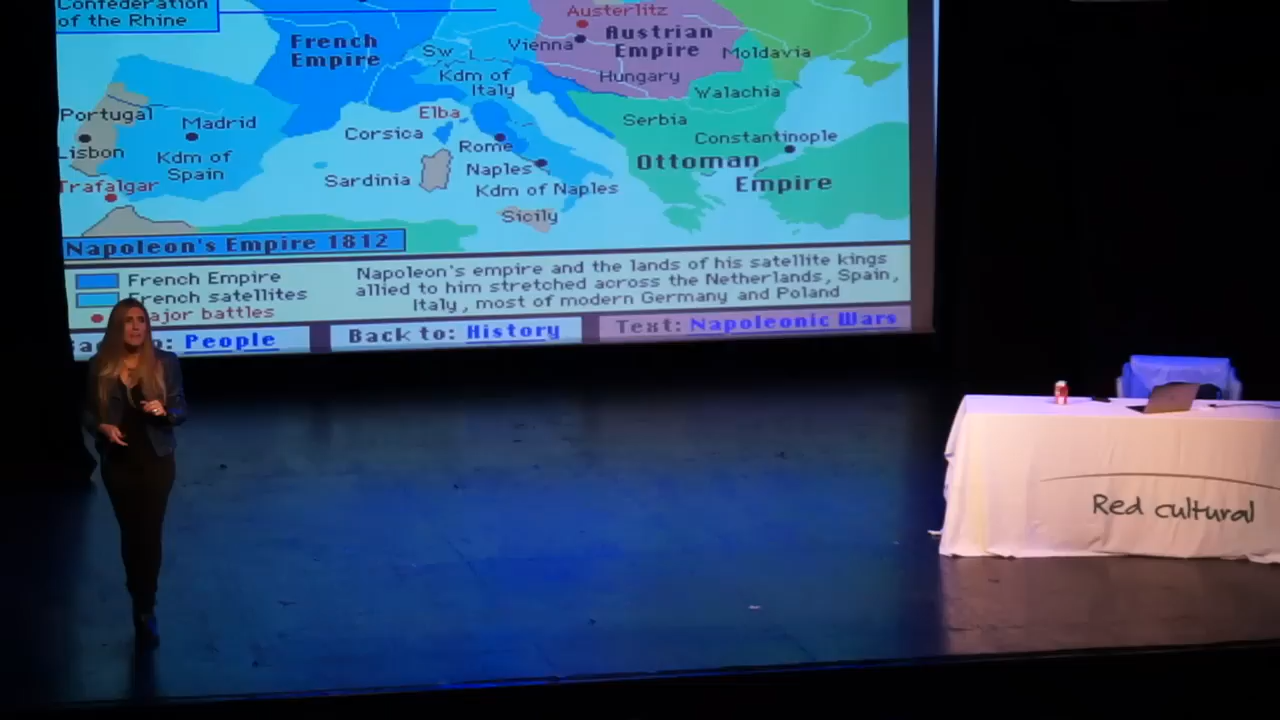 Confederation
of the Rhine
Austerlitz
French
Empire
Sw
L
Vienna
Austrian
Empire
Moldavia
Kdm of
Italy
Hungary
Walachia
Portugal
Madrid
Elba
Corsica
Serbia
Constantinople
Lisbon
Kdm of
Spain
Rome
Ottoman
Empire
Trafalgar
Sardinia
Naples
Kdm of Naples
Sicily
Napoleon's Empire 1812
French Empire
French satellites
ajor battles
Napoleon's empire and the lands of his satellite kings
allied to him stretched across the Netherlands, Spain,
Italy, most of modern Germany and Poland
People
Back to: History
Text: Napoleonic Wars
Red cultural